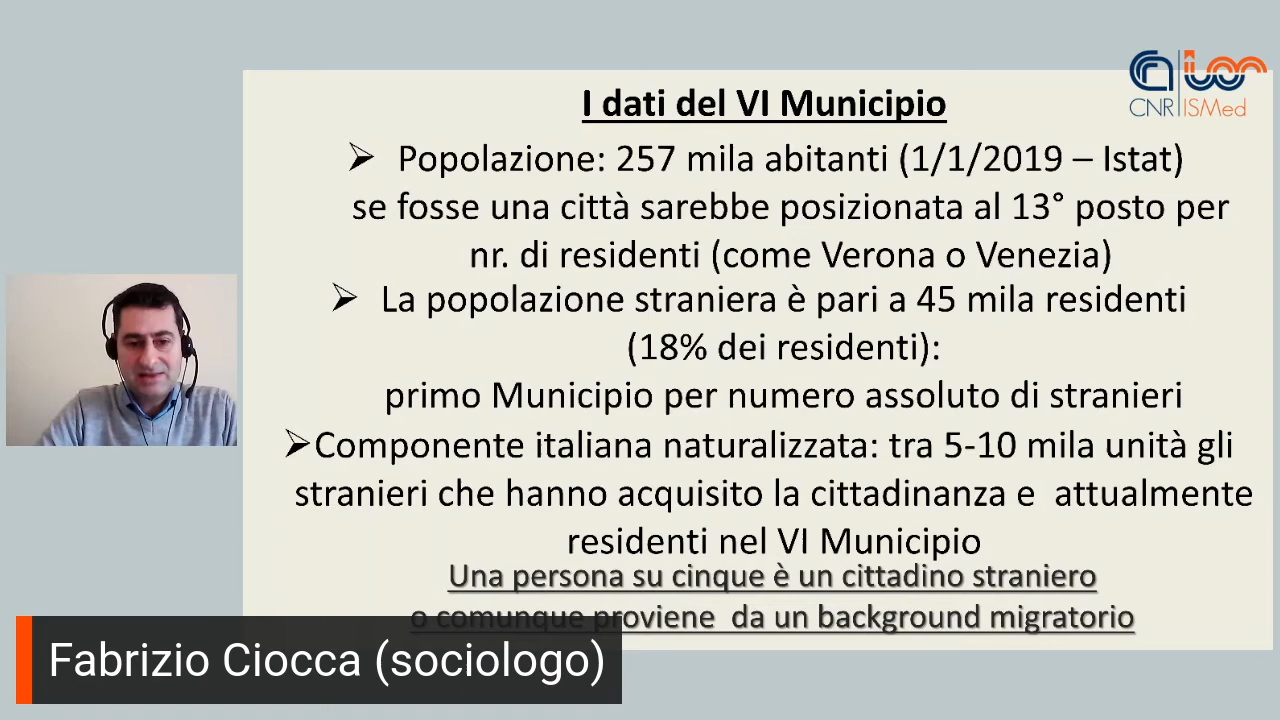 CNR ISMed
I dati del VI Municipio
➢ Popolazione: 257 mila abitanti (1/1/2019 – Istat)
se fosse una città sarebbe posizionata al 13° posto per
nr. di residenti (come Verona o Venezia)
➢ La popolazione straniera è pari a 45 mila residenti
(18% dei residenti):
primo Municipio per numero assoluto di stranieri
➢Componente italiana naturalizzata: tra 5-10 mila unità gli
stranieri che hanno acquisito la cittadinanza e attualmente
residenti nel VI Municipio
Una persona su cinque è un cittadino straniero
o comunque proviene da un background migratorio
Fabrizio Ciocca (sociologo)